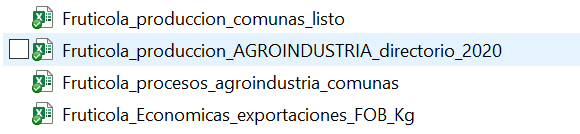 Fruticola_produccion_comunas_listo
Fruticola_produccion_AGROINDUSTRIA_directorio_2020
Fruticola_procesos_agroindustria_comunas
Fruticola_Economicas_exportaciones_FOB_Kg